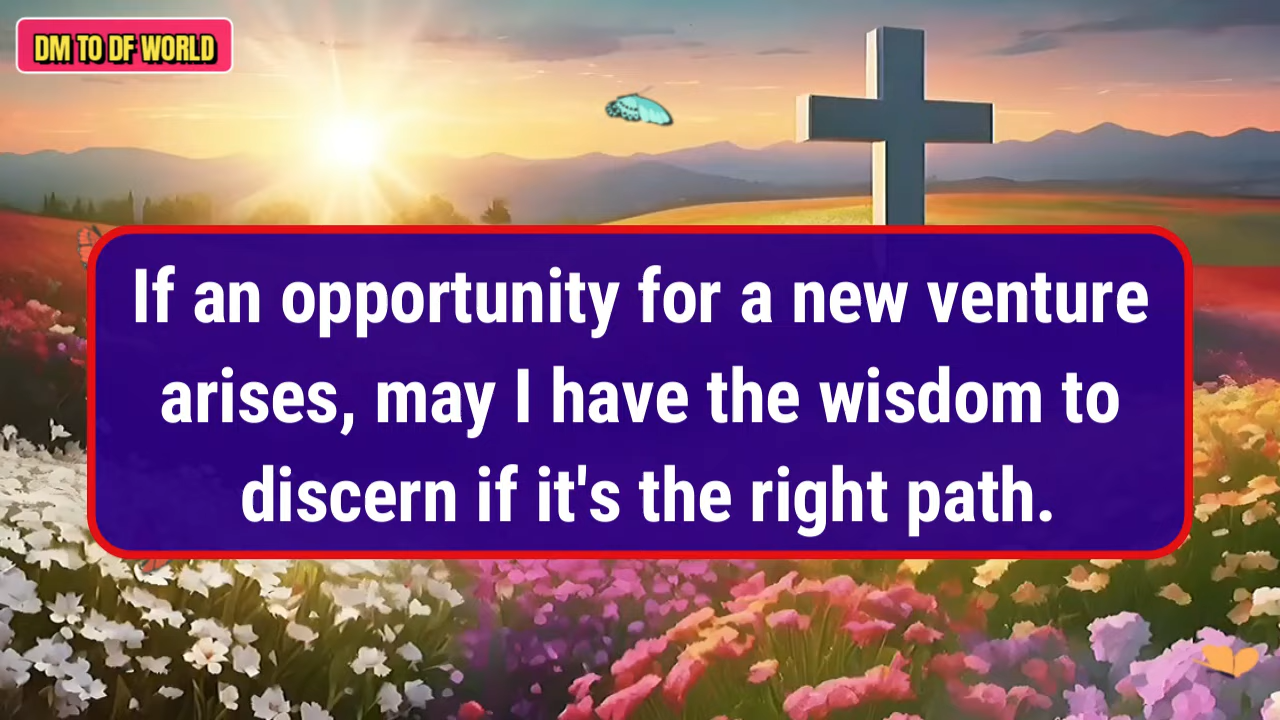 DM TO DF WORLD
If an opportunity for a new venture
arises, may I have the wisdom to
discern if it's the right path.